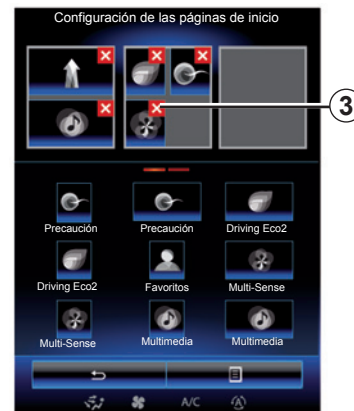 Configuración de las páginas de inicio
3
Precaución Precaución Driving Eco2
Driving Eco2 Favoritos Multi-Sense
Multi-Sense Multimedia Multimedia
A/C